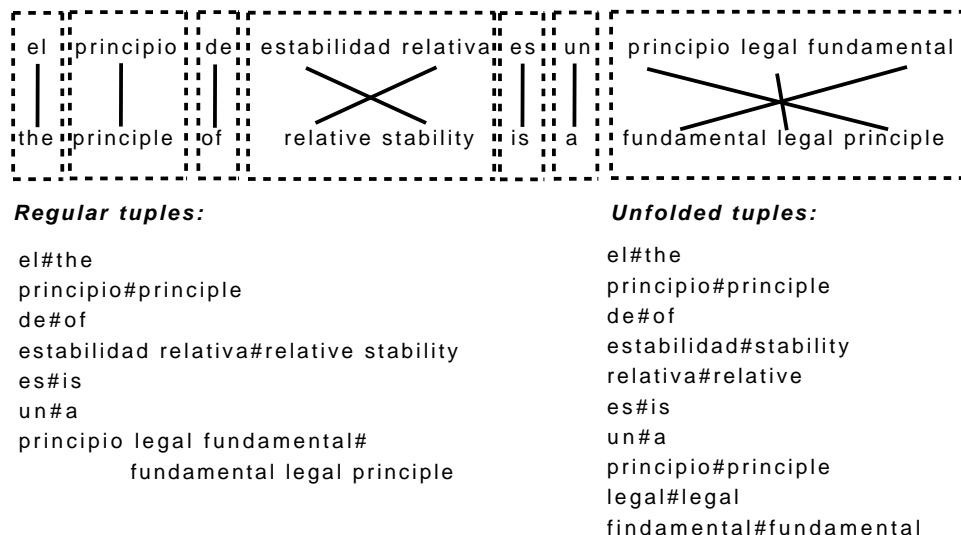 el principio de estabilidad relativa es un principio legal fundamental
the principle of relative stability is a fundamental legal principle
Regular tuples:
el#the
principio#principle
de#of
estabilidad relativa#relative stability
es#is
un#a
principio legal fundamental#
fundamental legal principle
Unfolded tuples:
el#the
principio#principle
de#of
estabilidad#stability
relativa#relative
es#is
un#a
principio#principle
legal#legal
findamental#fundamental